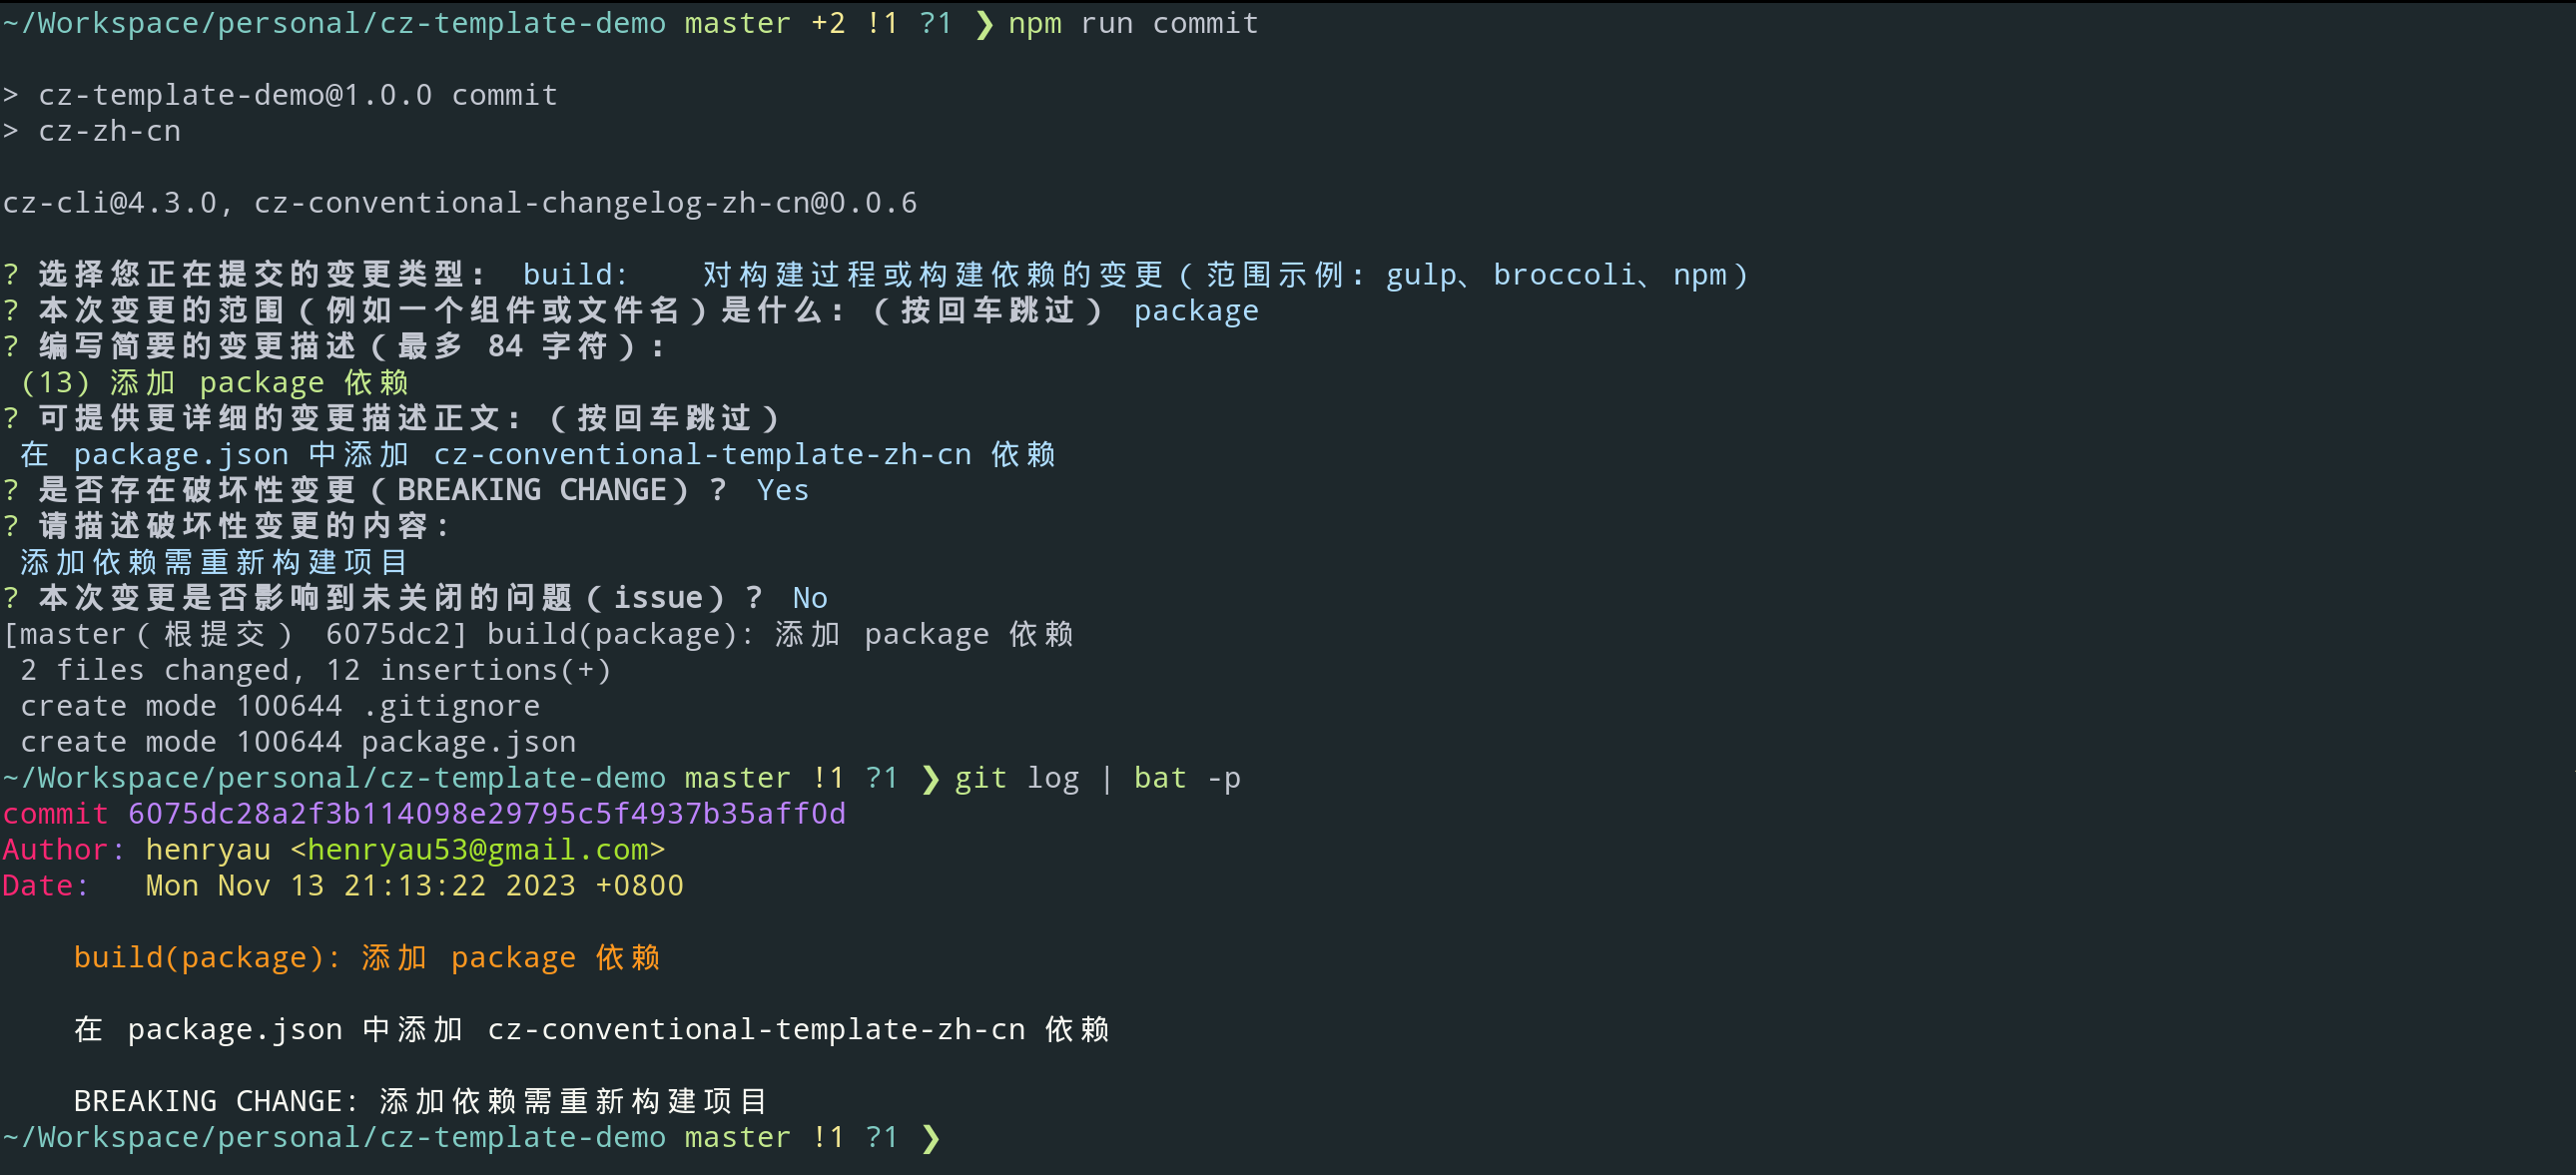 ~/Workspace/personal/cz-template-demo master +2 !1 ?1 ❯ npm run commit
> cz-template-demo@1.0.0 commit
> cz-zh-cn
cz-cli@4.3.0, cz-conventional-changelog-zh-cn@0.0.6
? 选择您正在提交的变更类型： build:    对构建过程或构建依赖的变更（范围示例：gulp、broccoli、npm）
? 本次变更的范围（例如一个组件或文件名）是什么：（按回车跳过） package
? 编写简要的变更描述（最多 84 字符）：
(13) 添加 package 依赖
? 可提供更详细的变更描述正文：（按回车跳过）
在 package.json 中添加 cz-conventional-template-zh-cn 依赖
? 是否存在破坏性变更（BREAKING CHANGE）？ Yes
? 请描述破坏性变更的内容：
添加依赖需重新构建项目
? 本次变更是否影响到未关闭的问题（issue）？ No
[master（根提交） 6075dc2] build(package): 添加 package 依赖
2 files changed, 12 insertions(+)
create mode 100644 .gitignore
create mode 100644 package.json
~/Workspace/personal/cz-template-demo master !1 ?1 ❯ git log | bat -p
commit 6075dc28a2f3b114098e29795c5f4937b35aff0d
Author: henryau <henryau53@gmail.com>
Date:   Mon Nov 13 21:13:22 2023 +0800
build(package): 添加 package 依赖
在 package.json 中添加 cz-conventional-template-zh-cn 依赖
BREAKING CHANGE: 添加依赖需重新构建项目
~/Workspace/personal/cz-template-demo master !1 ?1 ❯